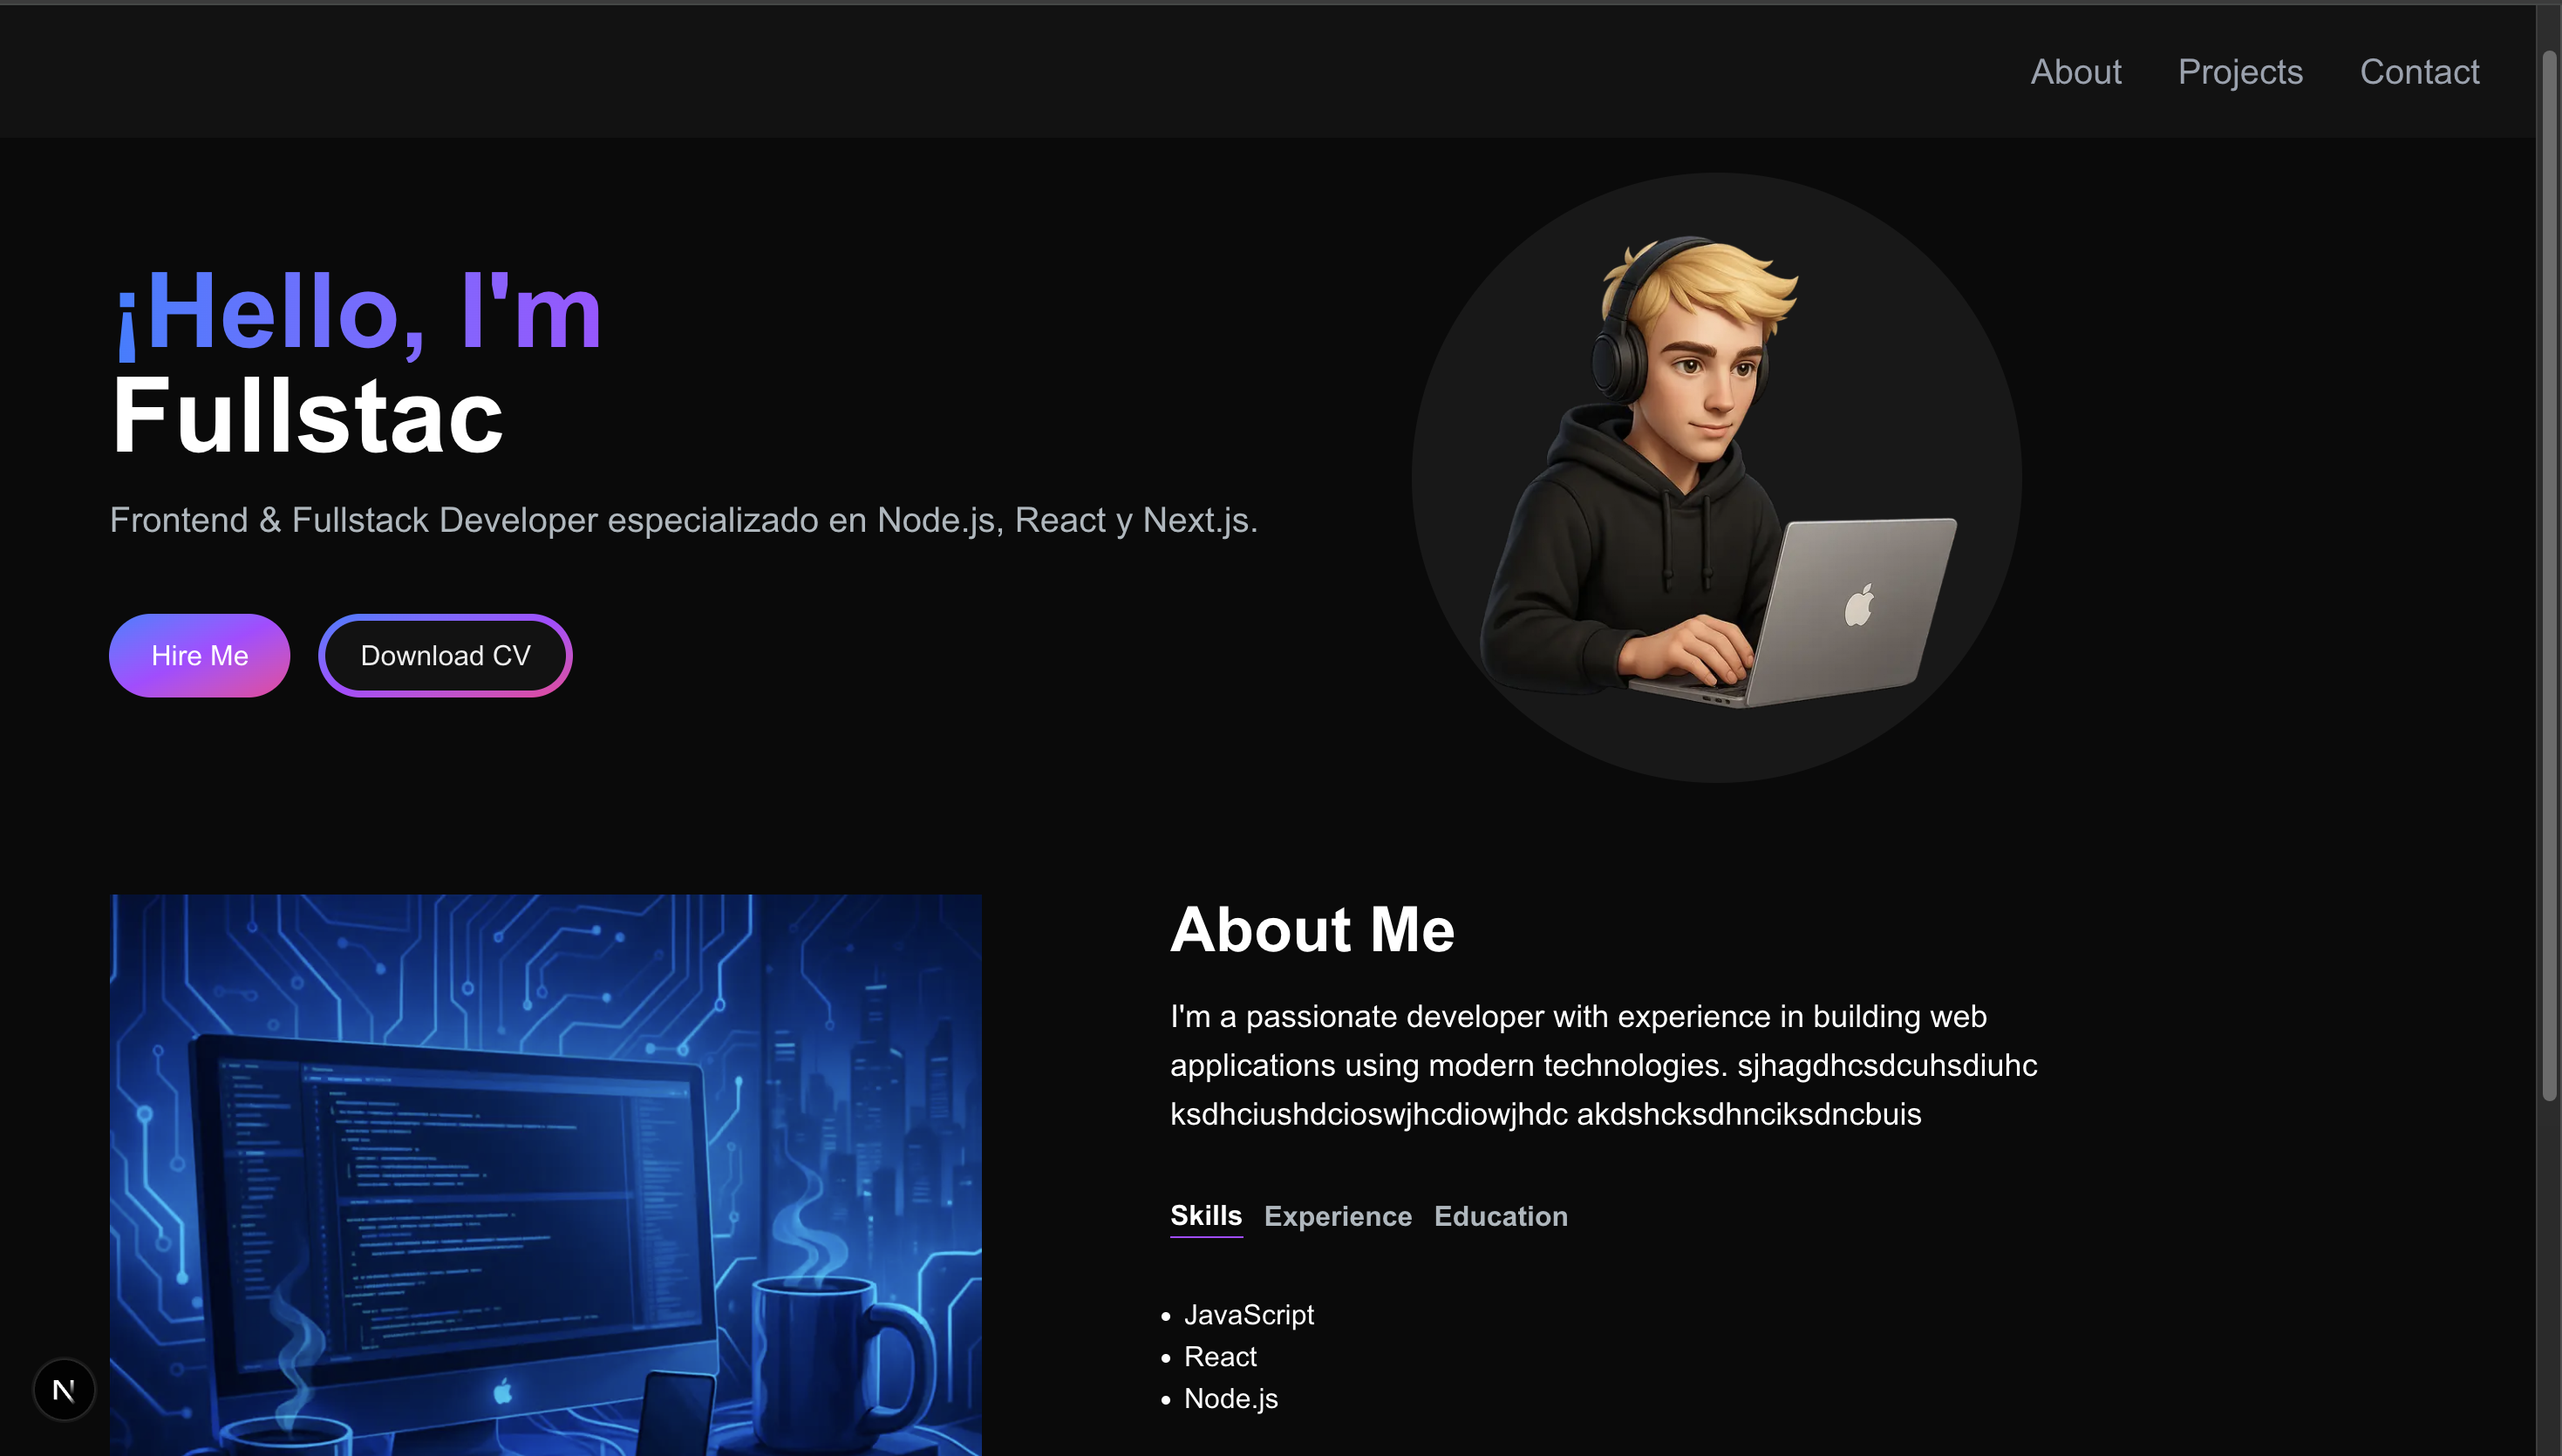 About Projects Contact
¡Hello, I'm
Fullstac
Frontend & Fullstack Developer especializado en Node.js, React y Next.js.
Hire Me Download CV
About Me
I'm a passionate developer with experience in building web
applications using modern technologies. sjhagdhcsdcuhsdiuhc
ksdhciushdcioswjhcdiowjhdc akdshcksdhnciksdncbuis
Skills Experience Education
JavaScript
React
Node.js
N